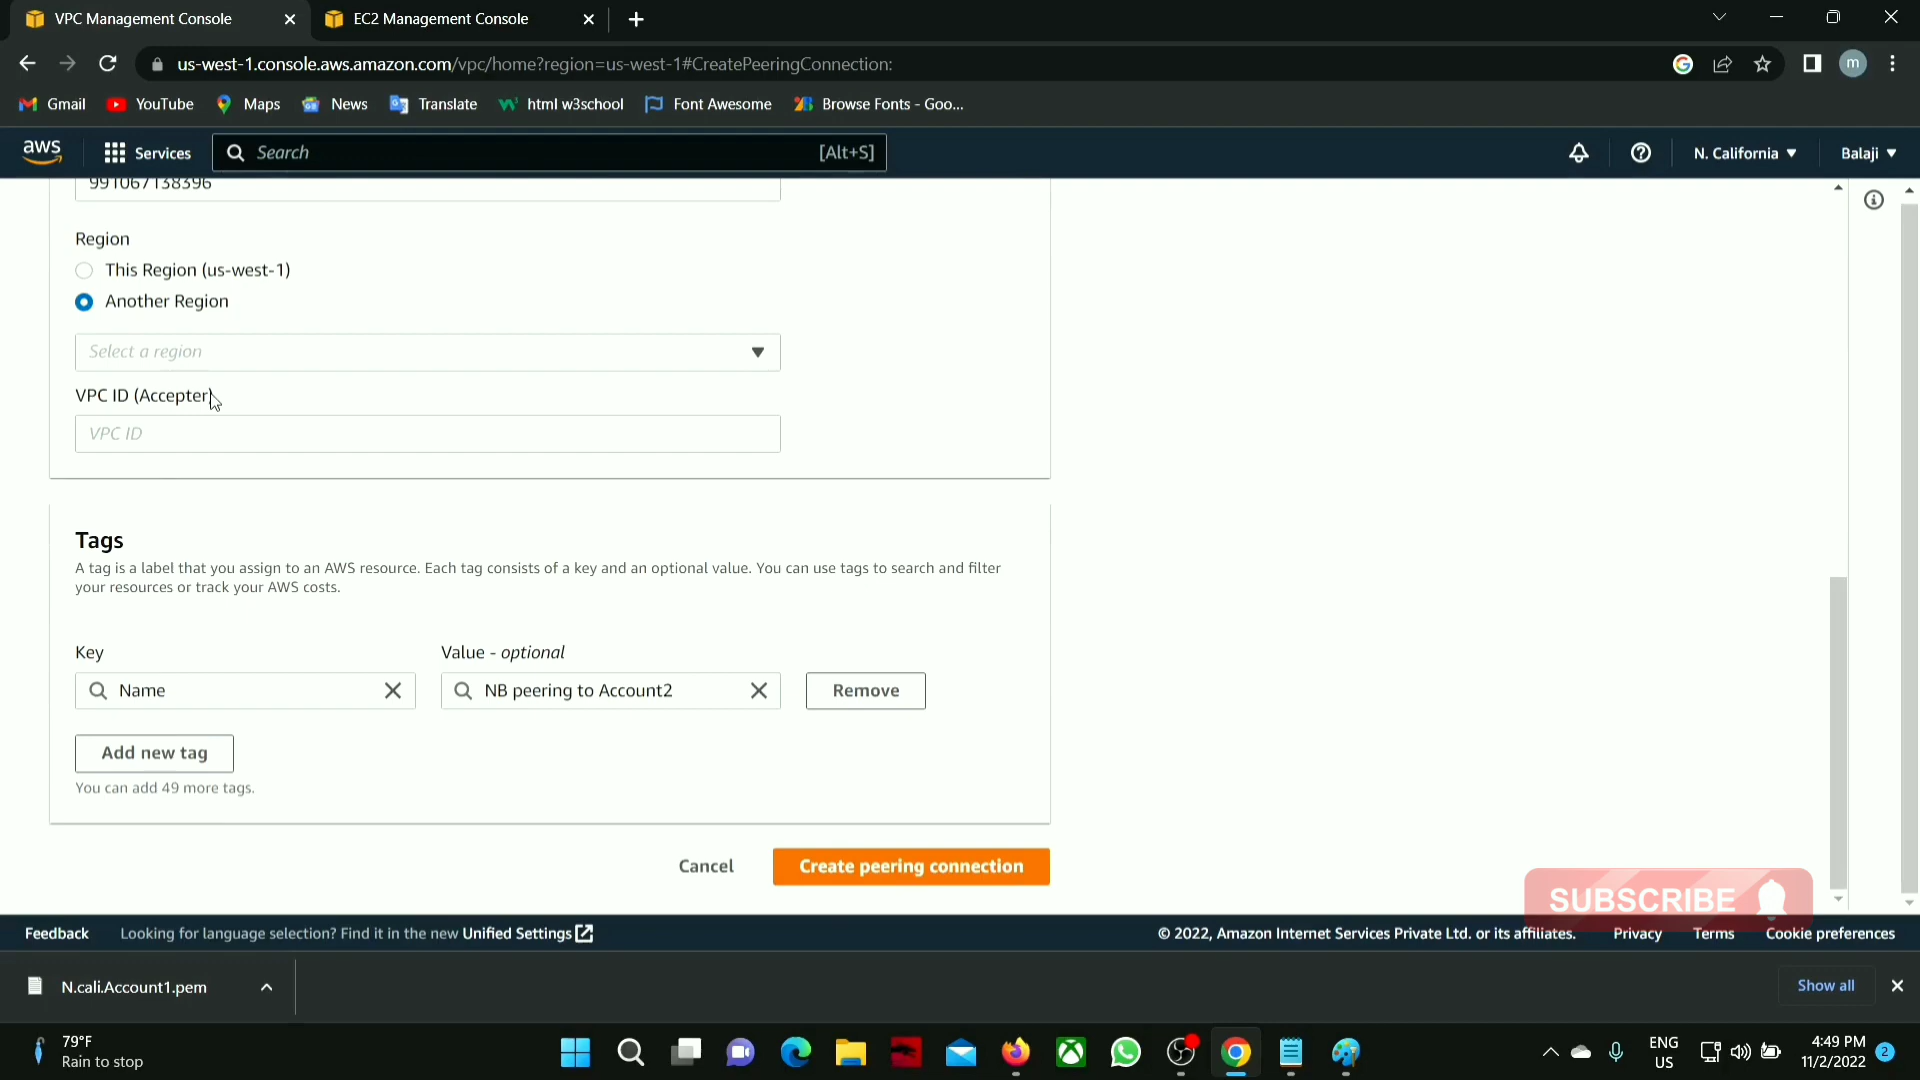 VPC Management Console
EC2 Management Console
us-west-1.console.aws.amazon.com/vpc/home?region=us-west-1#CreatePeeringConnection:
m
Gmail
YouTube
Maps
News
Translate
html w3school
Font Awesome
Browse Fonts - Goo...
aws
Services
Search
[Alt+S]
N. California
Balaji
991067138396
Region
This Region (us-west-1)
Another Region
Select a region
VPC ID (Accepter)
VPC ID
Tags
A tag is a label that you assign to an AWS resource. Each tag consists of a key and an optional value. You can use tags to search and filter
your resources or track your AWS costs.
Key
Value - optional
Name
NB peering to Account2
Remove
Add new tag
You can add 49 more tags.
Cancel
Create peering connection
SUBSCRIBE
Feedback
Looking for language selection? Find it in the new Unified Settings
© 2022, Amazon Internet Services Private Ltd. or its affiliates.
Privacy
Terms
Cookie preferences
N.cali.Account1.pem
Show all
79°F
Rain to stop
ENG
US
4:49 PM
11/2/2022
2